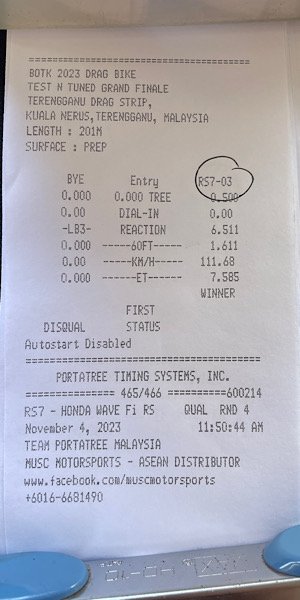 ==========================================
BOTK 2023 DRAG BIKE
TEST N TUNED GRAND FINALE
TERENGGANU DRAG STRIP,
KUALA NERUS,TERENGGANU, MALAYSIA
LENGTH : 201M
SURFACE : PREP
BYE Entry RS7-03
0.000 0.000 TREE 0.500
0.00 DIAL-IN 0.00
-LB3- REACTION 6.511
0.000 ------60FT----- 1.611
0.00 -----KM/H----- 111.68
0.000 ------ET------ 7.585
WINNER
FIRST
DISQUAL STATUS
Autostart Disabled
==========================================
PORTATREE TIMING SYSTEMS, INC.
================ 465/466 ==========600214
RS7 - HONDA WAVE Fi RS QUAL RND 4
November 4, 2023 11:50:44 AM
TEAM PORTATREE MALAYSIA
MUSC MOTORSPORTS - ASEAN DISTRIBUTOR
www.facebook.com/muscmotorsports
+6016-6681490